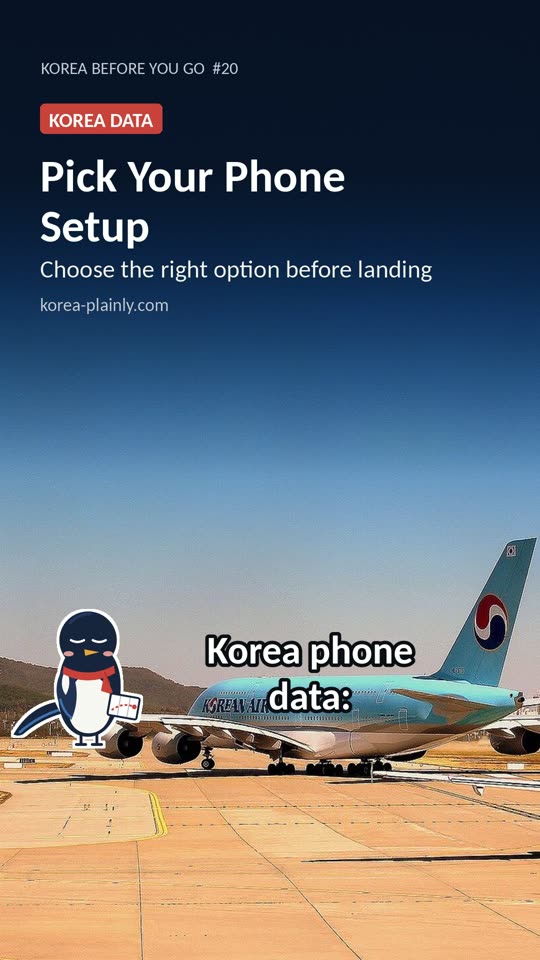 KOREA BEFORE YOU GO #20
KOREA DATA
Pick Your Phone
Setup
Choose the right option before landing
korea-plainly.com
Korea phone
data:
KOREAN AIR